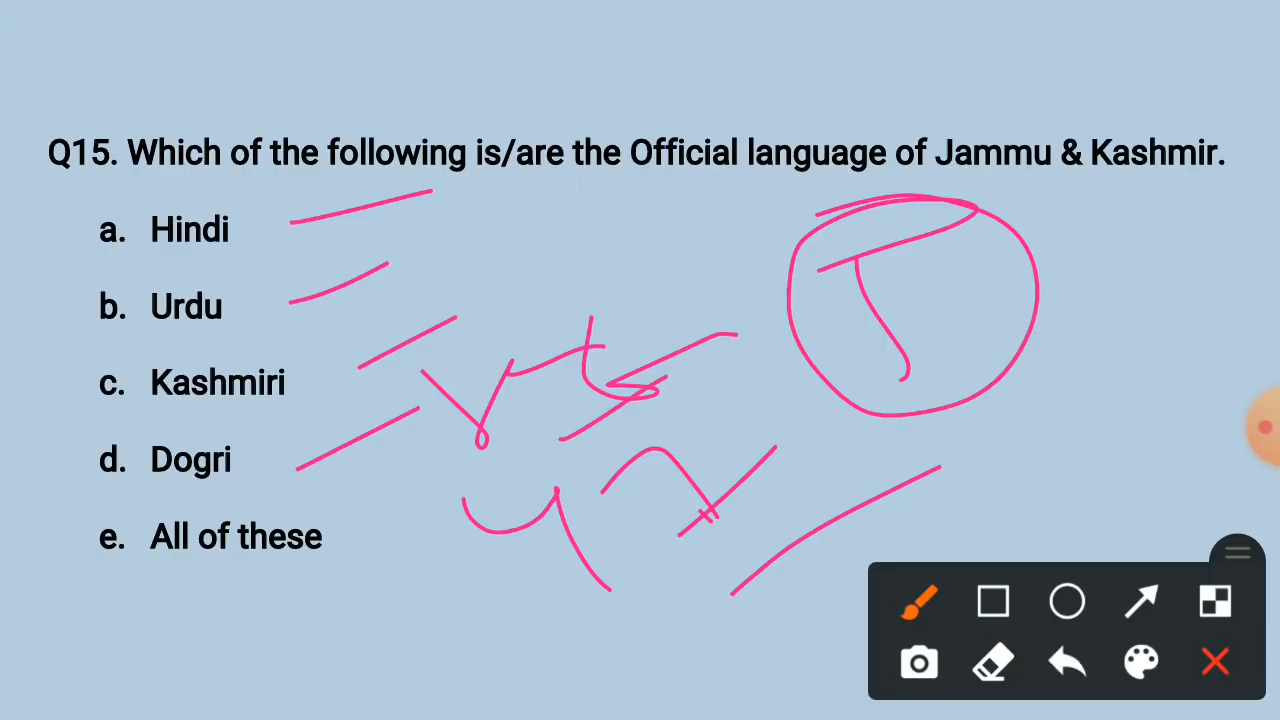 Q15. Which of the following is/are the Official language of Jammu & Kashmir.
a. Hindi
b. Urdu
c. Kashmiri
d. Dogri
e. All of these